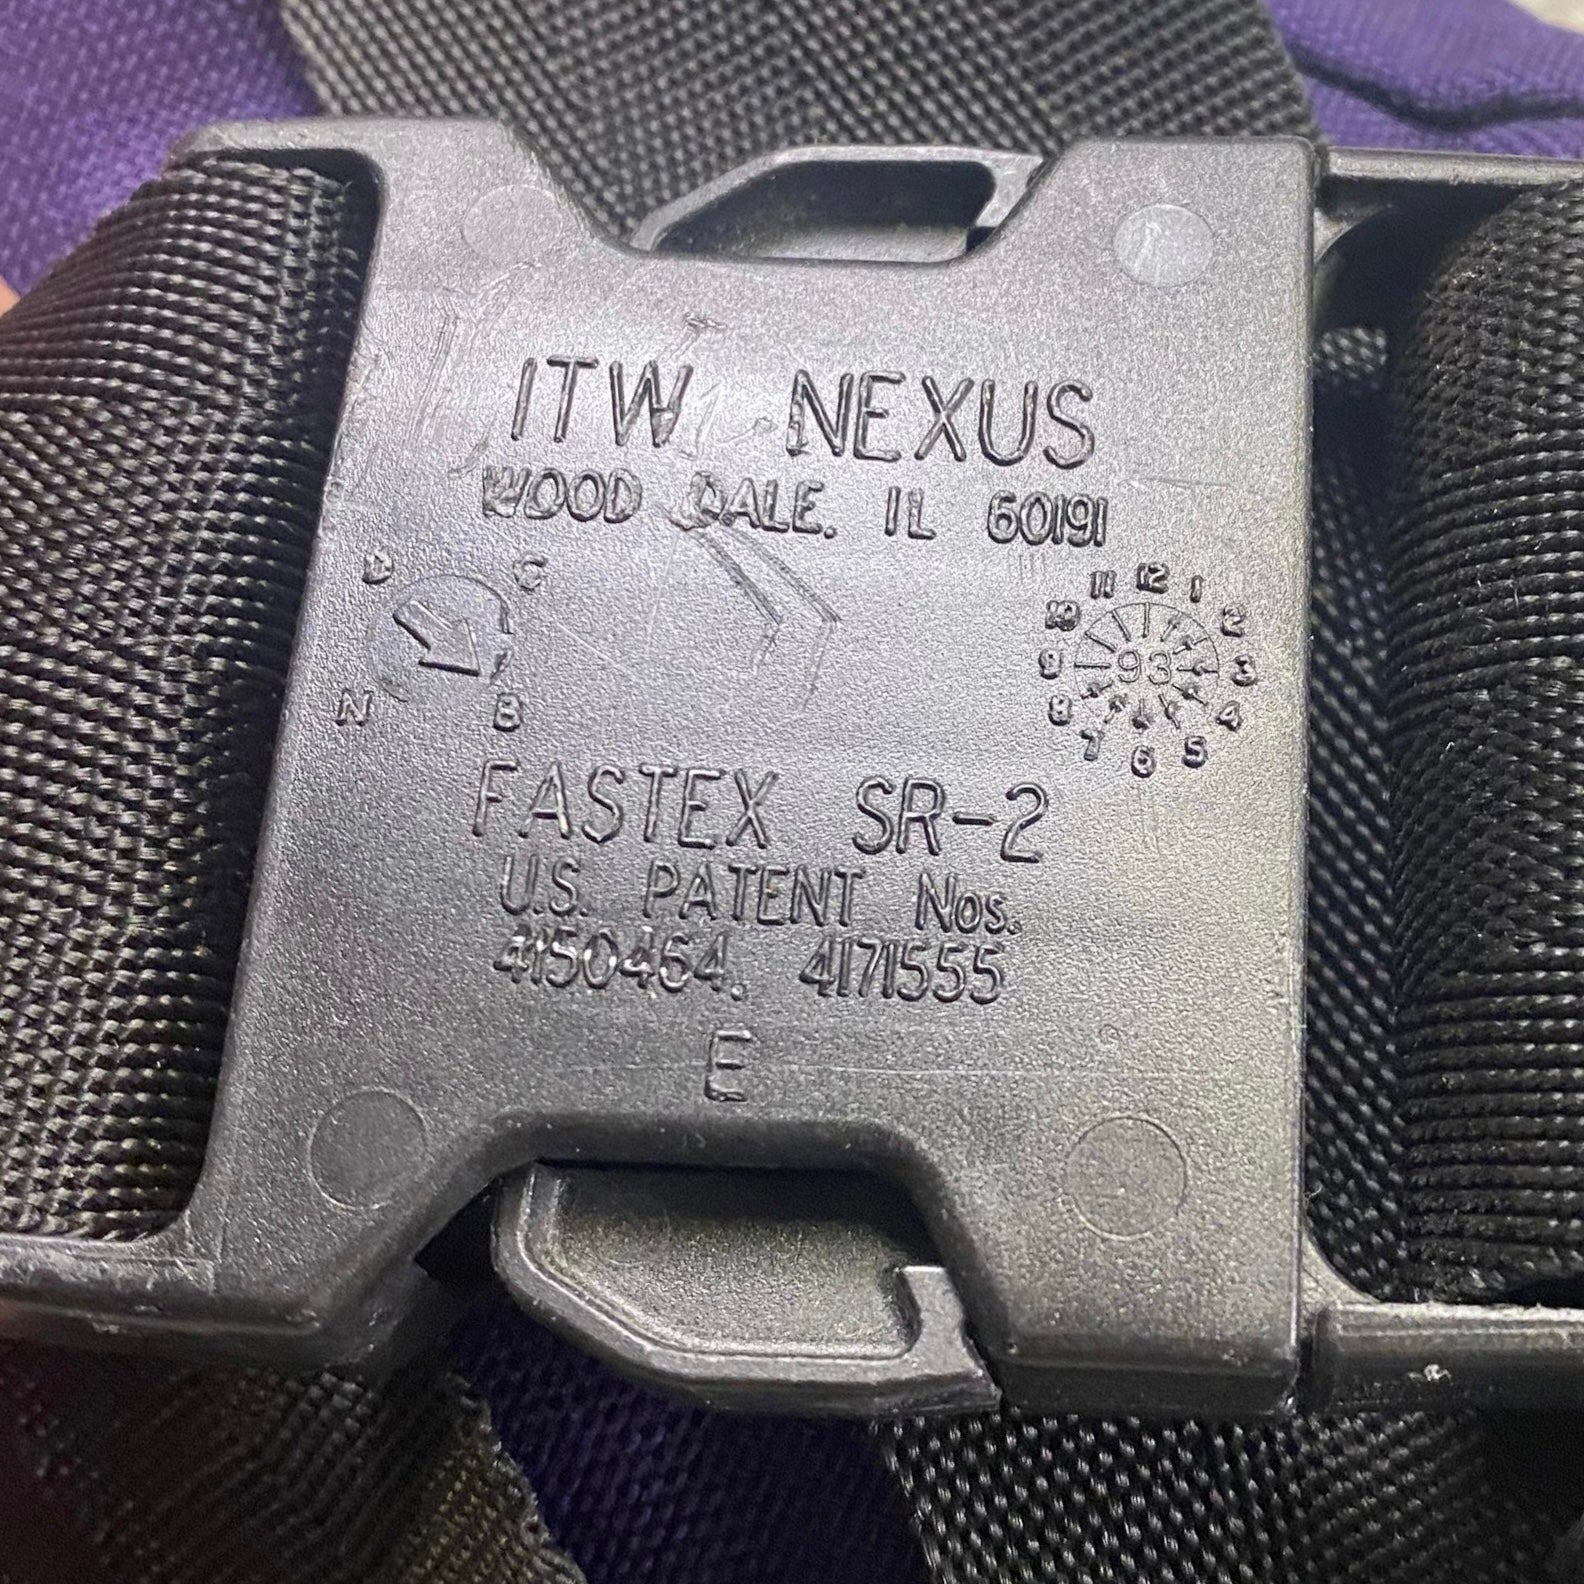 ITW NEXUS
WOOD DALE. IL 60191
D C
N B
11 12 1
10 2
9 93 3
8 4
7 6 5
FASTEX SR-2
U.S. PATENT Nos.
4150464. 4171555
E